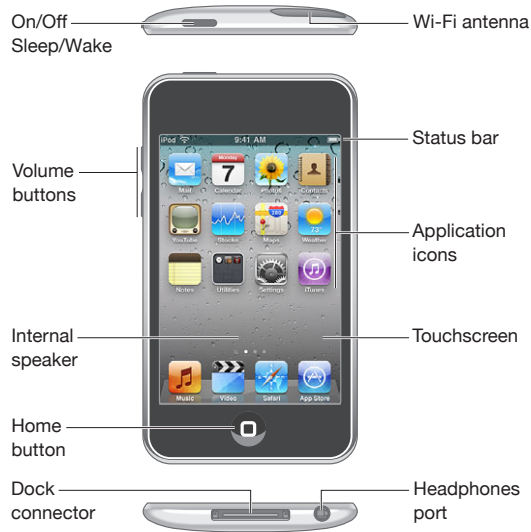 On/Off
Sleep/Wake
Wi-Fi antenna
iPod 9:41 AM
Status bar
Volume
buttons
Monday
7
Mail Calendar Photos Contacts
Application
icons
280
73°
YouTube Stocks Maps Weather
Notes Utilities Settings iTunes
Internal
speaker
Touchscreen
Music Video Safari App Store
Home
button
Dock
connector
Headphones
port